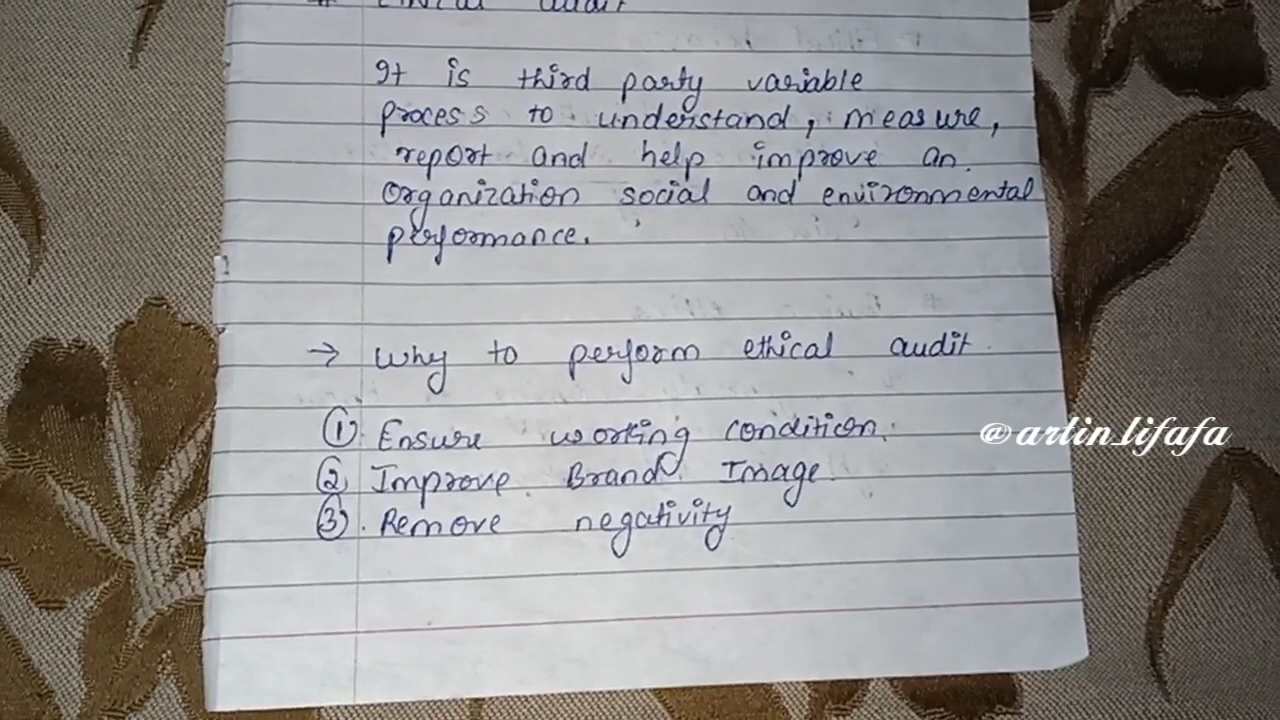 It is third party variable
process to understand, measure,
report and help improve an
organization social and environmental
performance.
→ Why to perform ethical audit
① Ensure working condition.
② Improve Brand Image.
③ Remove negativity
@artin_lifafa